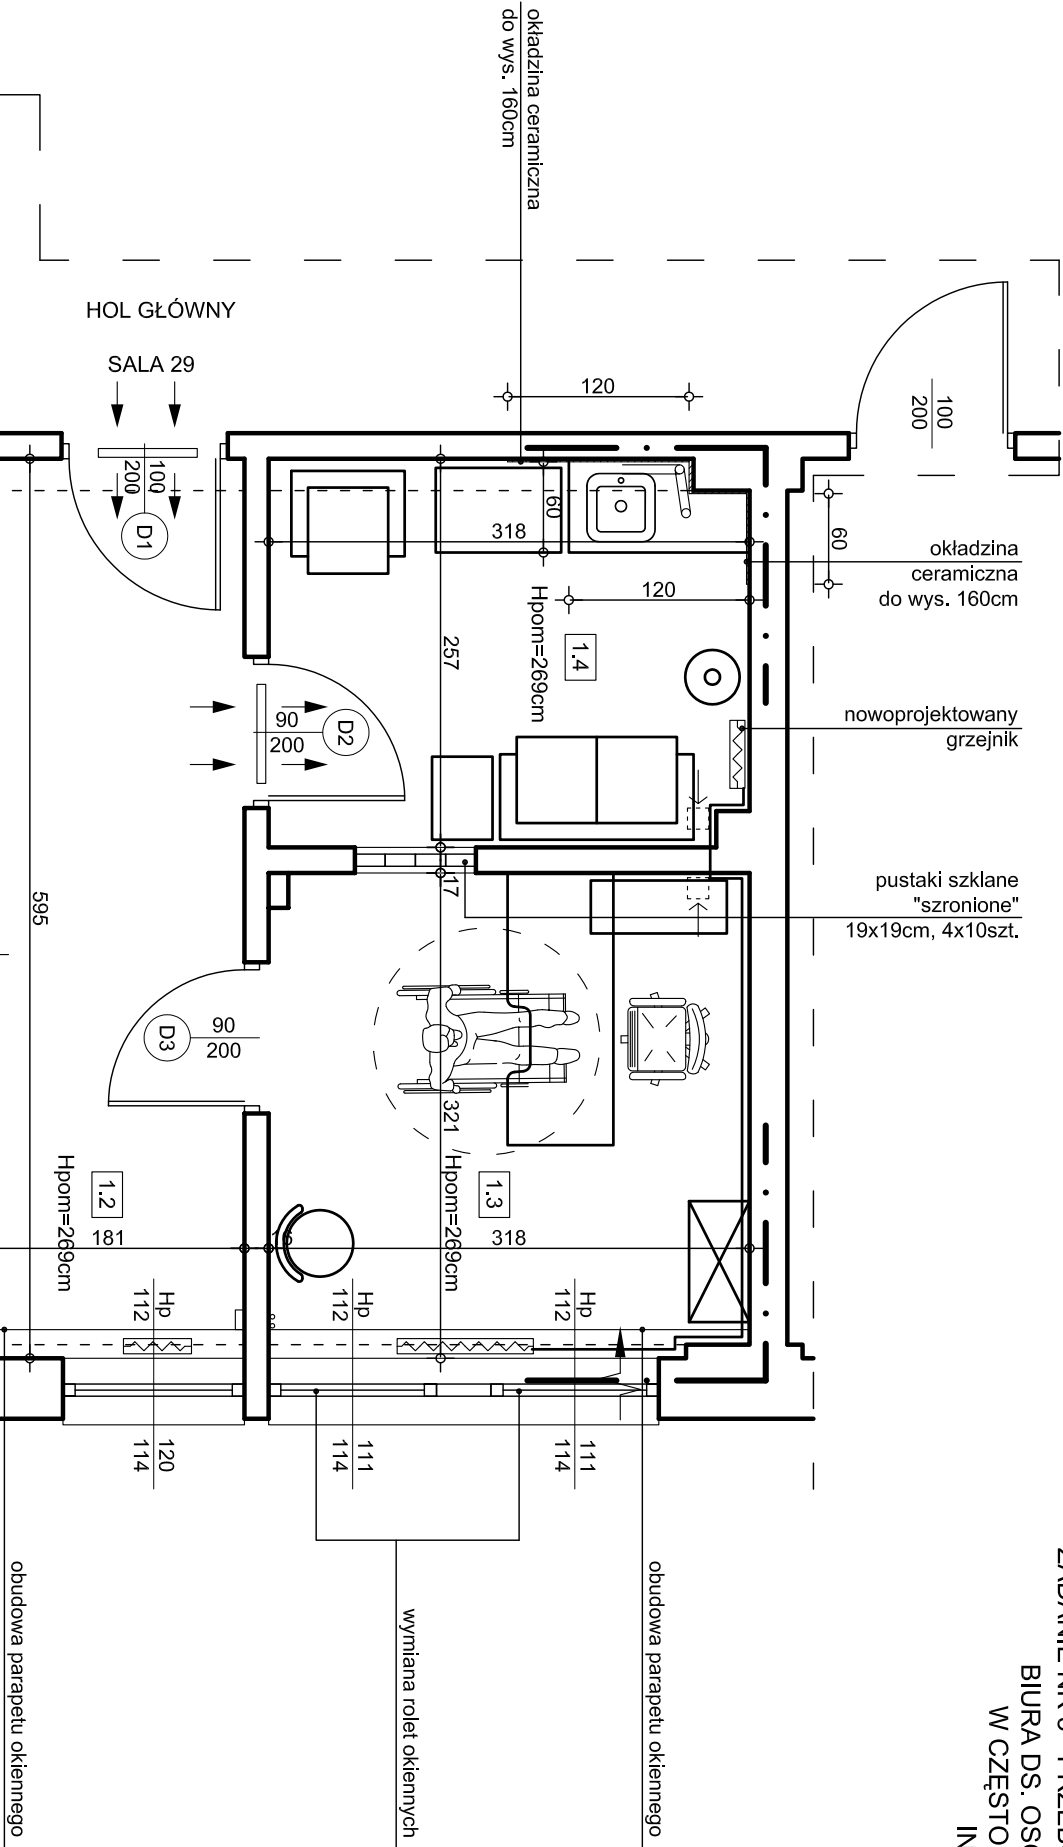 okładzina ceramiczna
do wys. 160cm
HOL GŁÓWNY
SALA 29
120
100
200
60
okładzina
ceramiczna
do wys. 160cm
100
200
D1
60
318
120
Hpom=269cm
1.4
257
nowoprojektowany
grzejnik
90
200
D2
17
pustaki szklane
"szronione"
19x19cm, 4x10szt.
595
D3
90
200
321
Hpom=269cm
1.2
181
Hpom=269cm
1.3
318
Hp
112
Hp
112
Hp
112
120
114
111
114
111
114
obudowa parapetu okiennego
wymiana rolet okiennych
obudowa parapetu okiennego
BIURA DS.
W